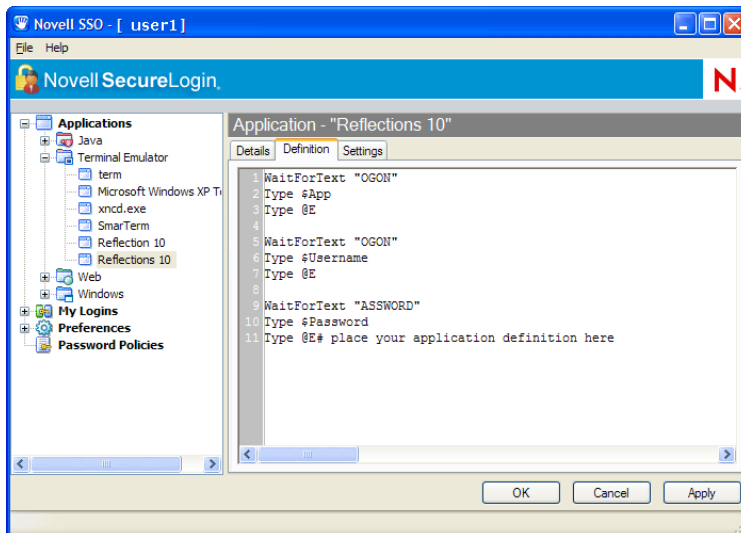 Novell SSO - [ user1]
File Help
Novell SecureLogin.
N
Applications
Java
Terminal Emulator
term
Microsoft Windows XP T
xncd.exe
SmarTerm
Reflection 10
Reflections 10
Web
Windows
My Logins
Preferences
Password Policies
Application - "Reflections 10"
Details Definition Settings
1 WaitForText "OGON"
2 Type $App
3 Type @E
4
5 WaitForText "OGON"
6 Type $Username
7 Type @E
8
9 WaitForText "ASSWORD"
10 Type $Password
11 Type @E# place your application definition here
OK Cancel Apply